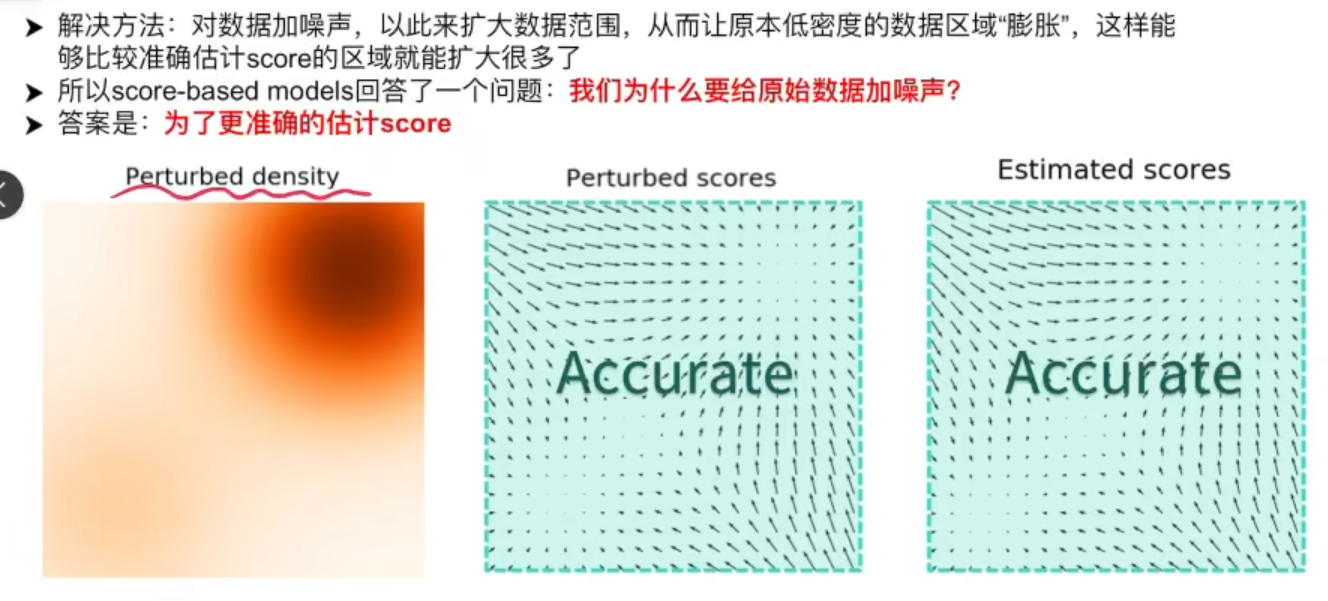 ➤ 解决方法：对数据加噪声，以此来扩大数据范围，从而让原本低密度的数据区域“膨胀”，这样能
够比较准确估计score的区域就能扩大很多了
➤ 所以score-based models回答了一个问题：我们为什么要给原始数据加噪声?
➤ 答案是：为了更准确的估计score
Perturbed density
Perturbed scores
Estimated scores
Accurate
Accurate